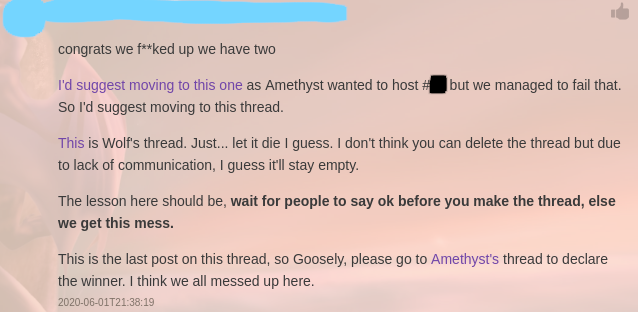 congrats we f**ked up we have two
I'd suggest moving to this one as Amethyst wanted to host # but we managed to fail that.
So I'd suggest moving to this thread.
This is Wolf's thread. Just... let it die I guess. I don't think you can delete the thread but due
to lack of communication, I guess it'll stay empty.
The lesson here should be, wait for people to say ok before you make the thread, else
we get this mess.
This is the last post on this thread, so Goosely, please go to Amethyst's thread to declare
the winner. I think we all messed up here.
2020-06-01T21:38:19